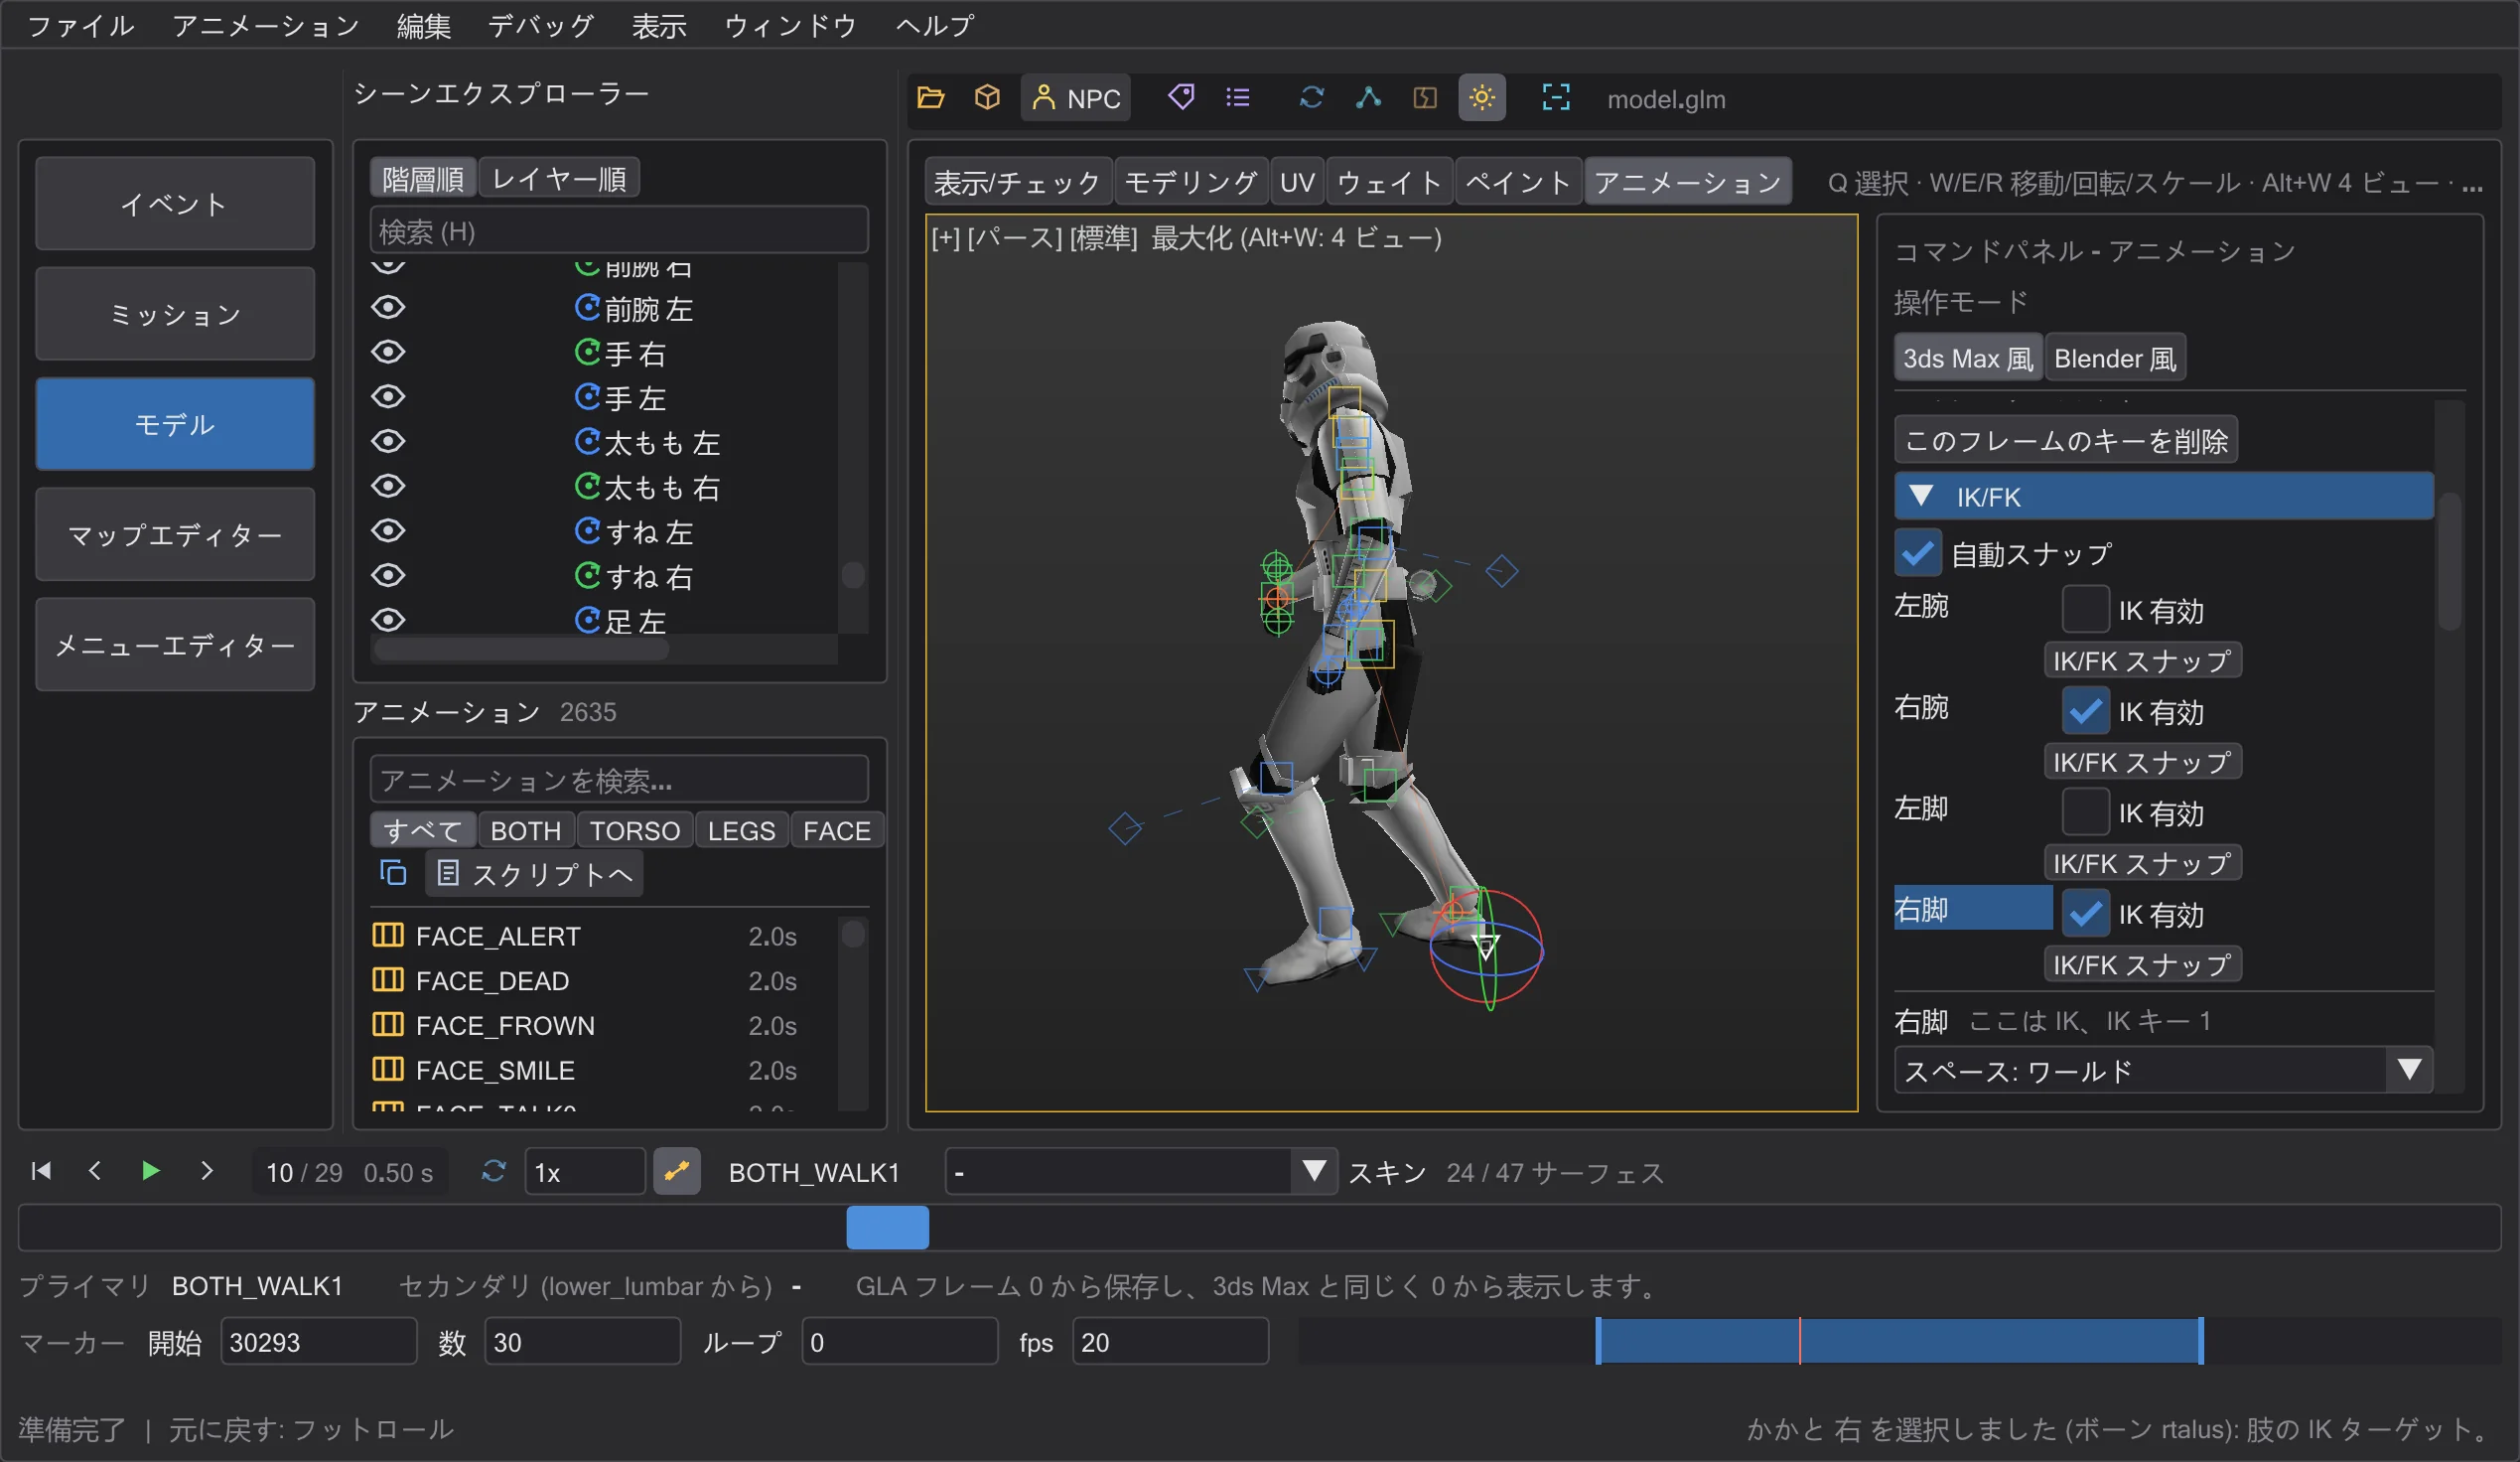 ファイル アニメーション 編集 デバッグ 表示 ウィンドウ ヘルプ
シーンエクスプローラー
NPC model.glm
イベント
ミッション
モデル
マップエディター
メニューエディター
階層順 レイヤー順
検索 (H)
前腕 右
前腕 左
手 右
手 左
太もも 左
太もも 右
すね 左
すね 右
足 左
アニメーション 2635
アニメーションを検索...
すべて BOTH TORSO LEGS FACE
スクリプトへ
FACE_ALERT 2.0s
FACE_DEAD 2.0s
FACE_FROWN 2.0s
FACE_SMILE 2.0s
表示/チェック モデリング UV ウェイト ペイント アニメーション Q 選択 · W/E/R 移動/回転/スケール · Alt+W 4 ビュー · ...
[+] [パース] [標準] 最大化 (Alt+W: 4 ビュー)
コマンドパネル - アニメーション
操作モード
3ds Max 風 Blender 風
このフレームのキーを削除
▼ IK/FK
自動スナップ
左腕 IK 有効
IK/FK スナップ
右腕 IK 有効
IK/FK スナップ
左脚 IK 有効
IK/FK スナップ
右脚 IK 有効
IK/FK スナップ
右脚 ここは IK、IK キー 1
スペース: ワールド
10 / 29 0.50 s 1x BOTH_WALK1 - スキン 24 / 47 サーフェス
プライマリ BOTH_WALK1 セカンダリ (lower_lumbar から) - GLA フレーム 0 から保存し、3ds Max と同じく 0 から表示します。
マーカー 開始 30293 数 30 ループ 0 fps 20
準備完了 | 元に戻す: フットロール かかと 右 を選択しました (ボーン rtalus): 肢の IK ターゲット。